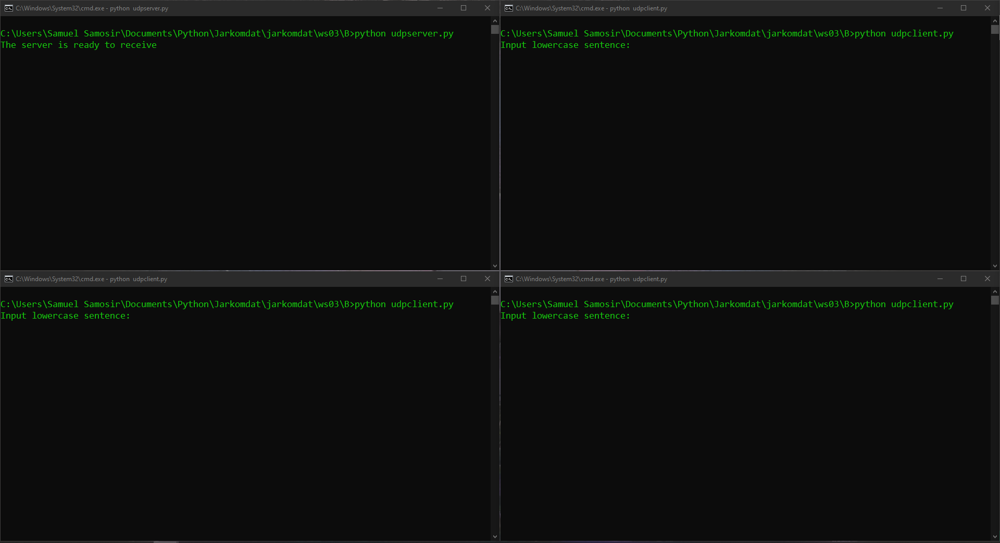 C:\Windows\System32\cmd.exe - python  udpserver.py
C:\Users\Samuel Samosir\Documents\Python\Jarkomdat\jarkomdat\ws03\B>python udpserver.py
The server is ready to receive
C:\Windows\System32\cmd.exe - python  udpclient.py
C:\Users\Samuel Samosir\Documents\Python\Jarkomdat\jarkomdat\ws03\B>python udpclient.py
Input lowercase sentence:
C:\Windows\System32\cmd.exe - python  udpclient.py
C:\Users\Samuel Samosir\Documents\Python\Jarkomdat\jarkomdat\ws03\B>python udpclient.py
Input lowercase sentence:
C:\Windows\System32\cmd.exe - python  udpclient.py
C:\Users\Samuel Samosir\Documents\Python\Jarkomdat\jarkomdat\ws03\B>python udpclient.py
Input lowercase sentence: